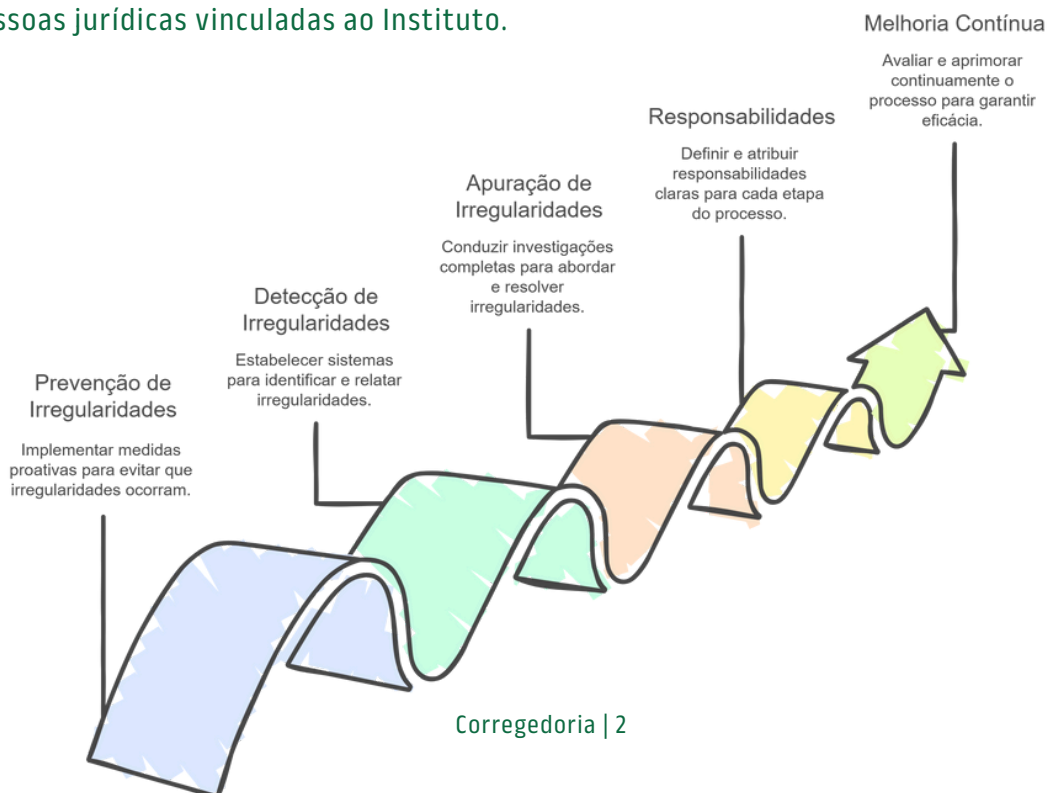 ssoas jurídicas vinculadas ao Instituto.
Melhoria Contínua
Avaliar e aprimorar
continuamente o
processo para garantir
eficácia.
Responsabilidades
Definir e atribuir
responsabilidades
claras para cada etapa
do processo.
Apuração de
Irregularidades
Conduzir investigações
completas para abordar
e resolver
irregularidades.
Detecção de
Irregularidades
Estabelecer sistemas
para identificar e relatar
irregularidades.
Prevenção de
Irregularidades
Implementar medidas
proativas para evitar que
irregularidades ocorram.
Corregedoria | 2